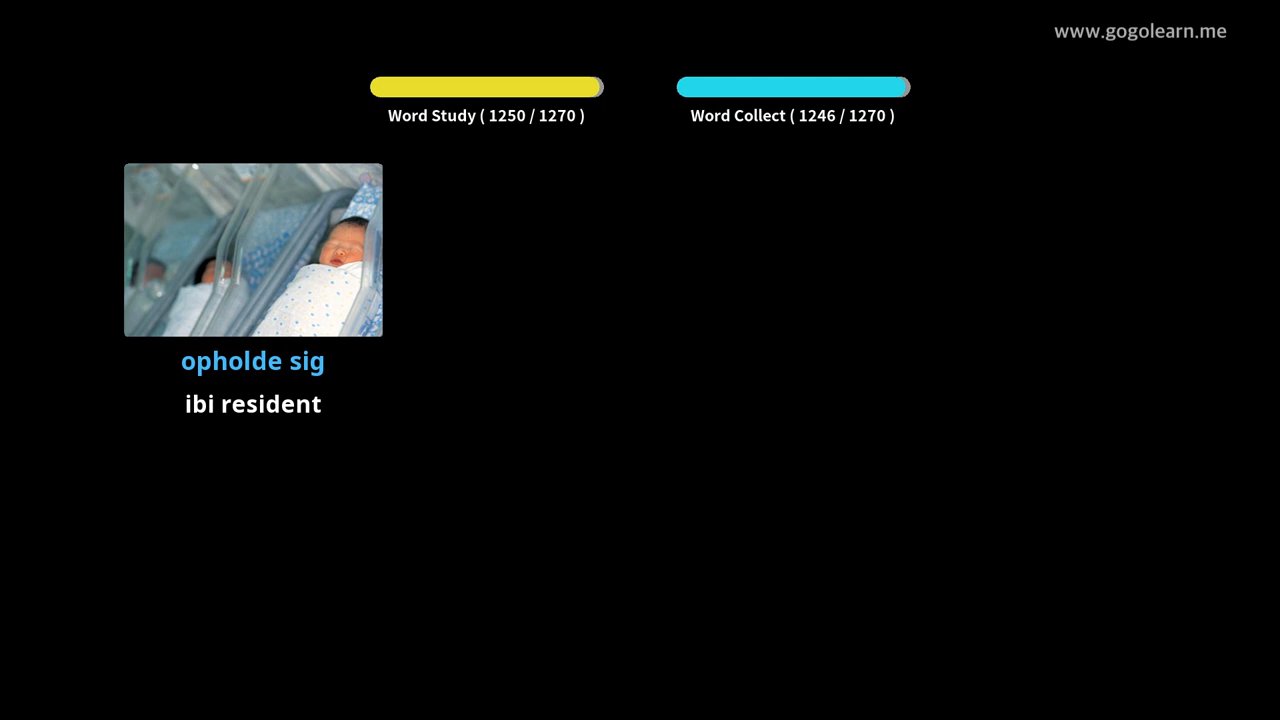 www.gogolearn.me
Word Study ( 1250 / 1270 )
Word Collect ( 1246 / 1270 )
opholde sig
ibi resident